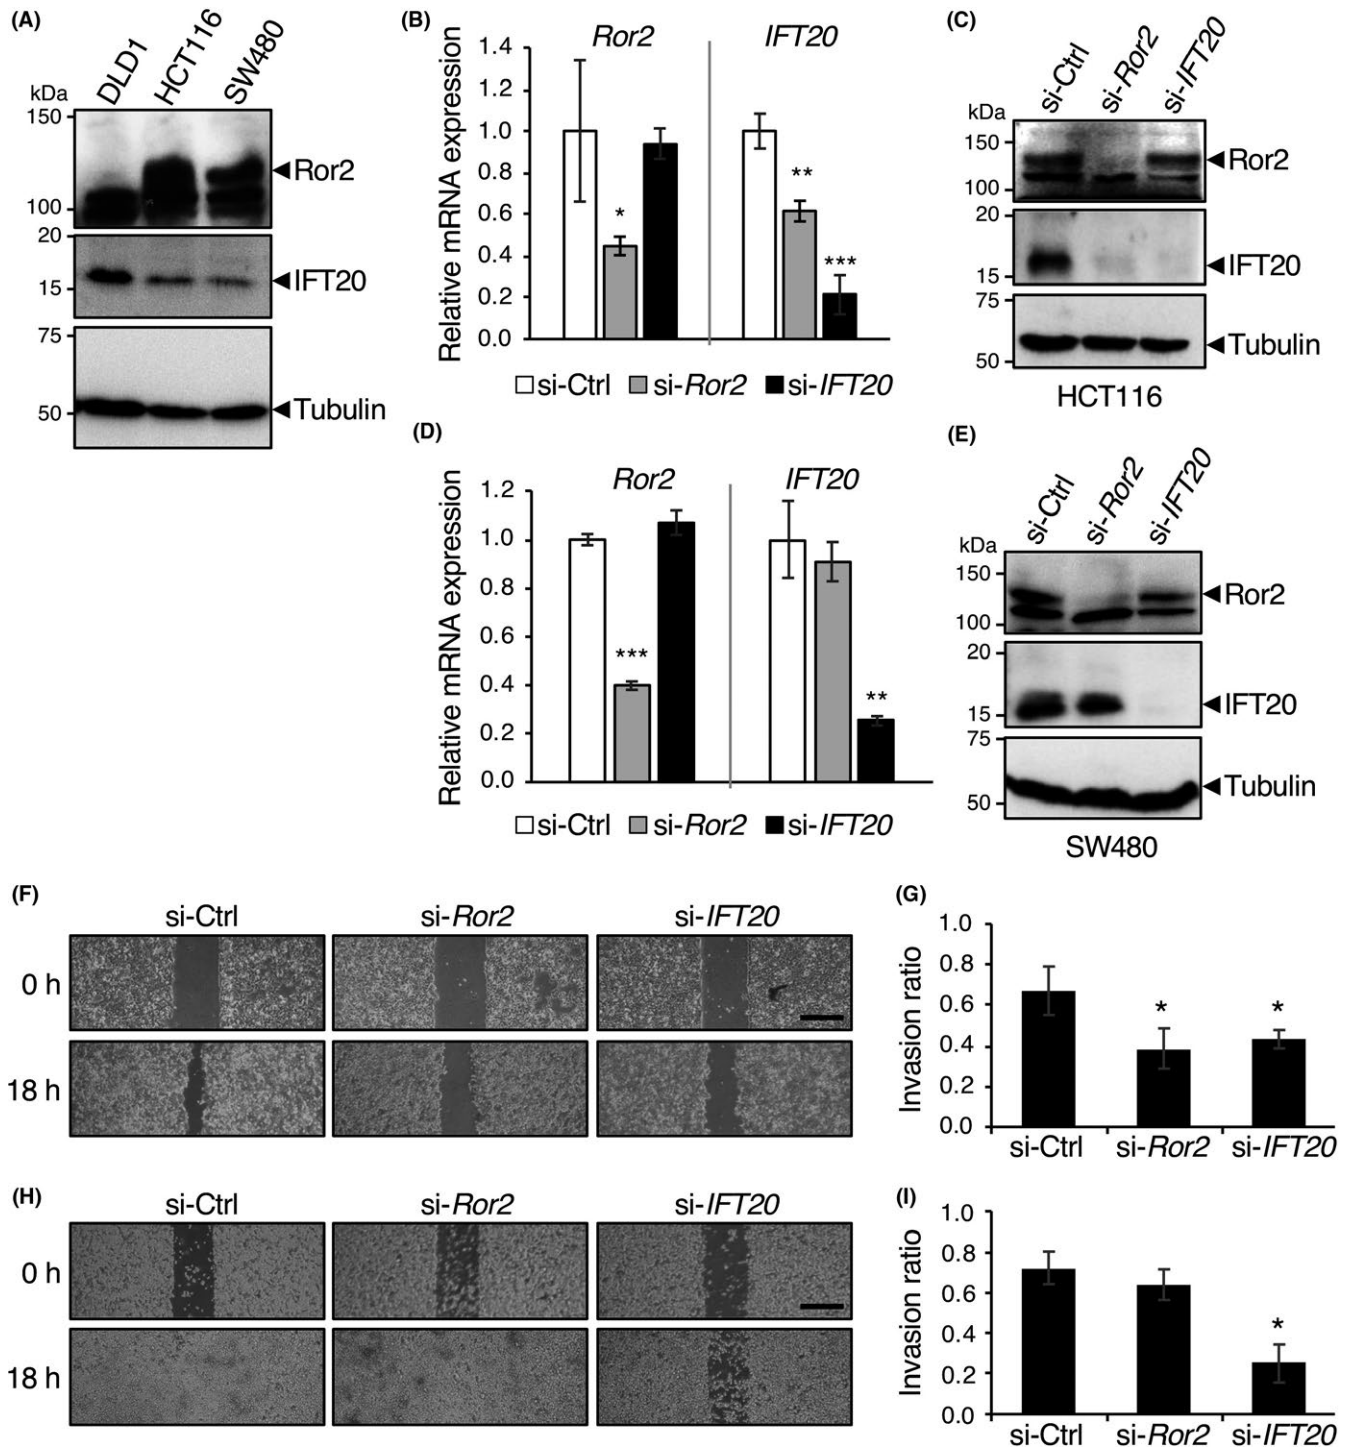 (A)
DLD1 HCT116 SW480
kDa
150
Ror2
100
20
IFT20
15
75
Tubulin
50
(B)
Relative mRNA expression
Ror2 IFT20
1.4
1.2
1.0
0.8
0.6
0.4
0.2
0.0
*
**
***
si-Ctrl si-Ror2 si-IFT20
(C)
si-Ctrl si-Ror2 si-IFT20
kDa
150
Ror2
100
20
IFT20
15
75
Tubulin
50
HCT116
(D)
Relative mRNA expression
Ror2 IFT20
1.2
1.0
0.8
0.6
0.4
0.2
0.0
***
**
si-Ctrl si-Ror2 si-IFT20
(E)
si-Ctrl si-Ror2 si-IFT20
kDa
150
Ror2
100
20
IFT20
15
75
Tubulin
50
SW480
(F)
si-Ctrl si-Ror2 si-IFT20
0 h
18 h
(G)
Invasion ratio
1.0
0.8
0.6
0.4
0.2
0.0
* *
si-Ctrl si-Ror2 si-IFT20
(H)
si-Ctrl si-Ror2 si-IFT20
0 h
18 h
(I)
Invasion ratio
1.0
0.8
0.6
0.4
0.2
0.0
*
si-Ctrl si-Ror2 si-IFT20